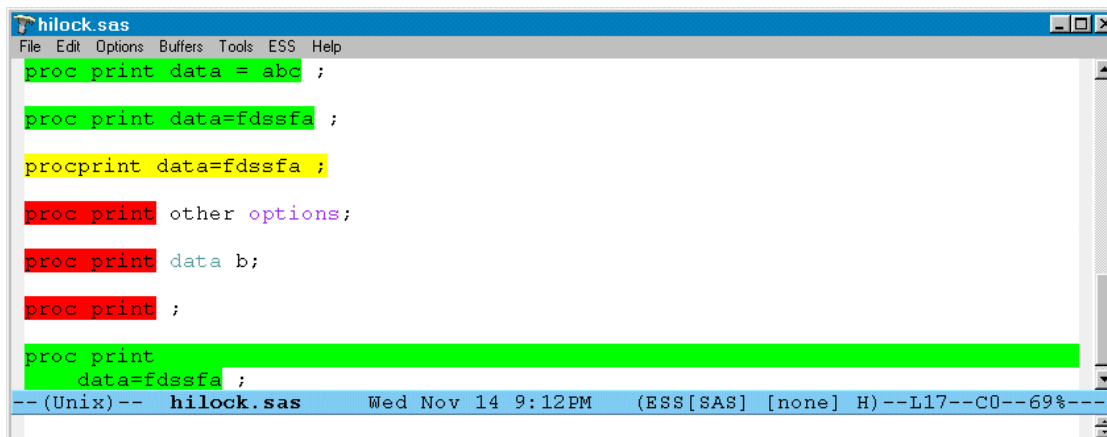 hilock.sas
File Edit Options Buffers Tools ESS Help
proc print data = abc ;
proc print data=fdssfa ;
procprint data=fdssfa ;
proc print other options;
proc print data b;
proc print ;
proc print
data=fdssfa ;
--(Unix)-- hilock.sas Wed Nov 14 9:12PM (ESS[SAS] [none] H)--L17--C0--69%---